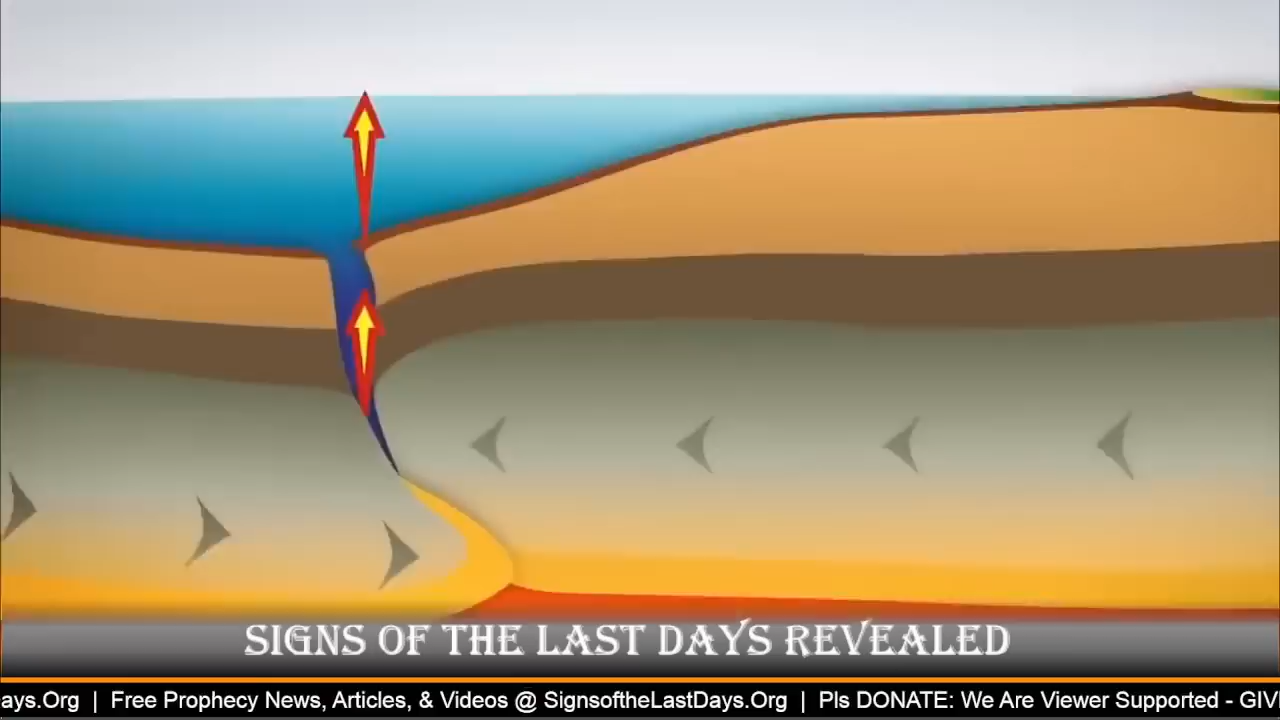 SIGNS OF THE LAST DAYS REVEALED
ays.Org | Free Prophecy News, Articles, & Videos @ SignsoftheLastDays.Org | Pls DONATE: We Are Viewer Supported - GIV